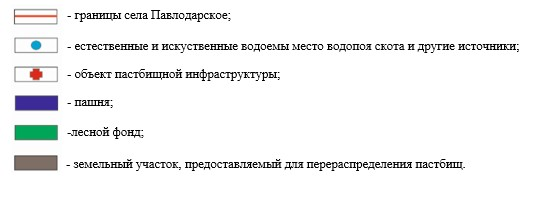 - границы села Павлодарское;
- естественные и искуственные водоемы место водопоя скота и другие источники;
- объект пастбищной инфраструктуры;
- пашня;
-лесной фонд;
- земельный участок, предоставляемый для перераспределения пастбищ.